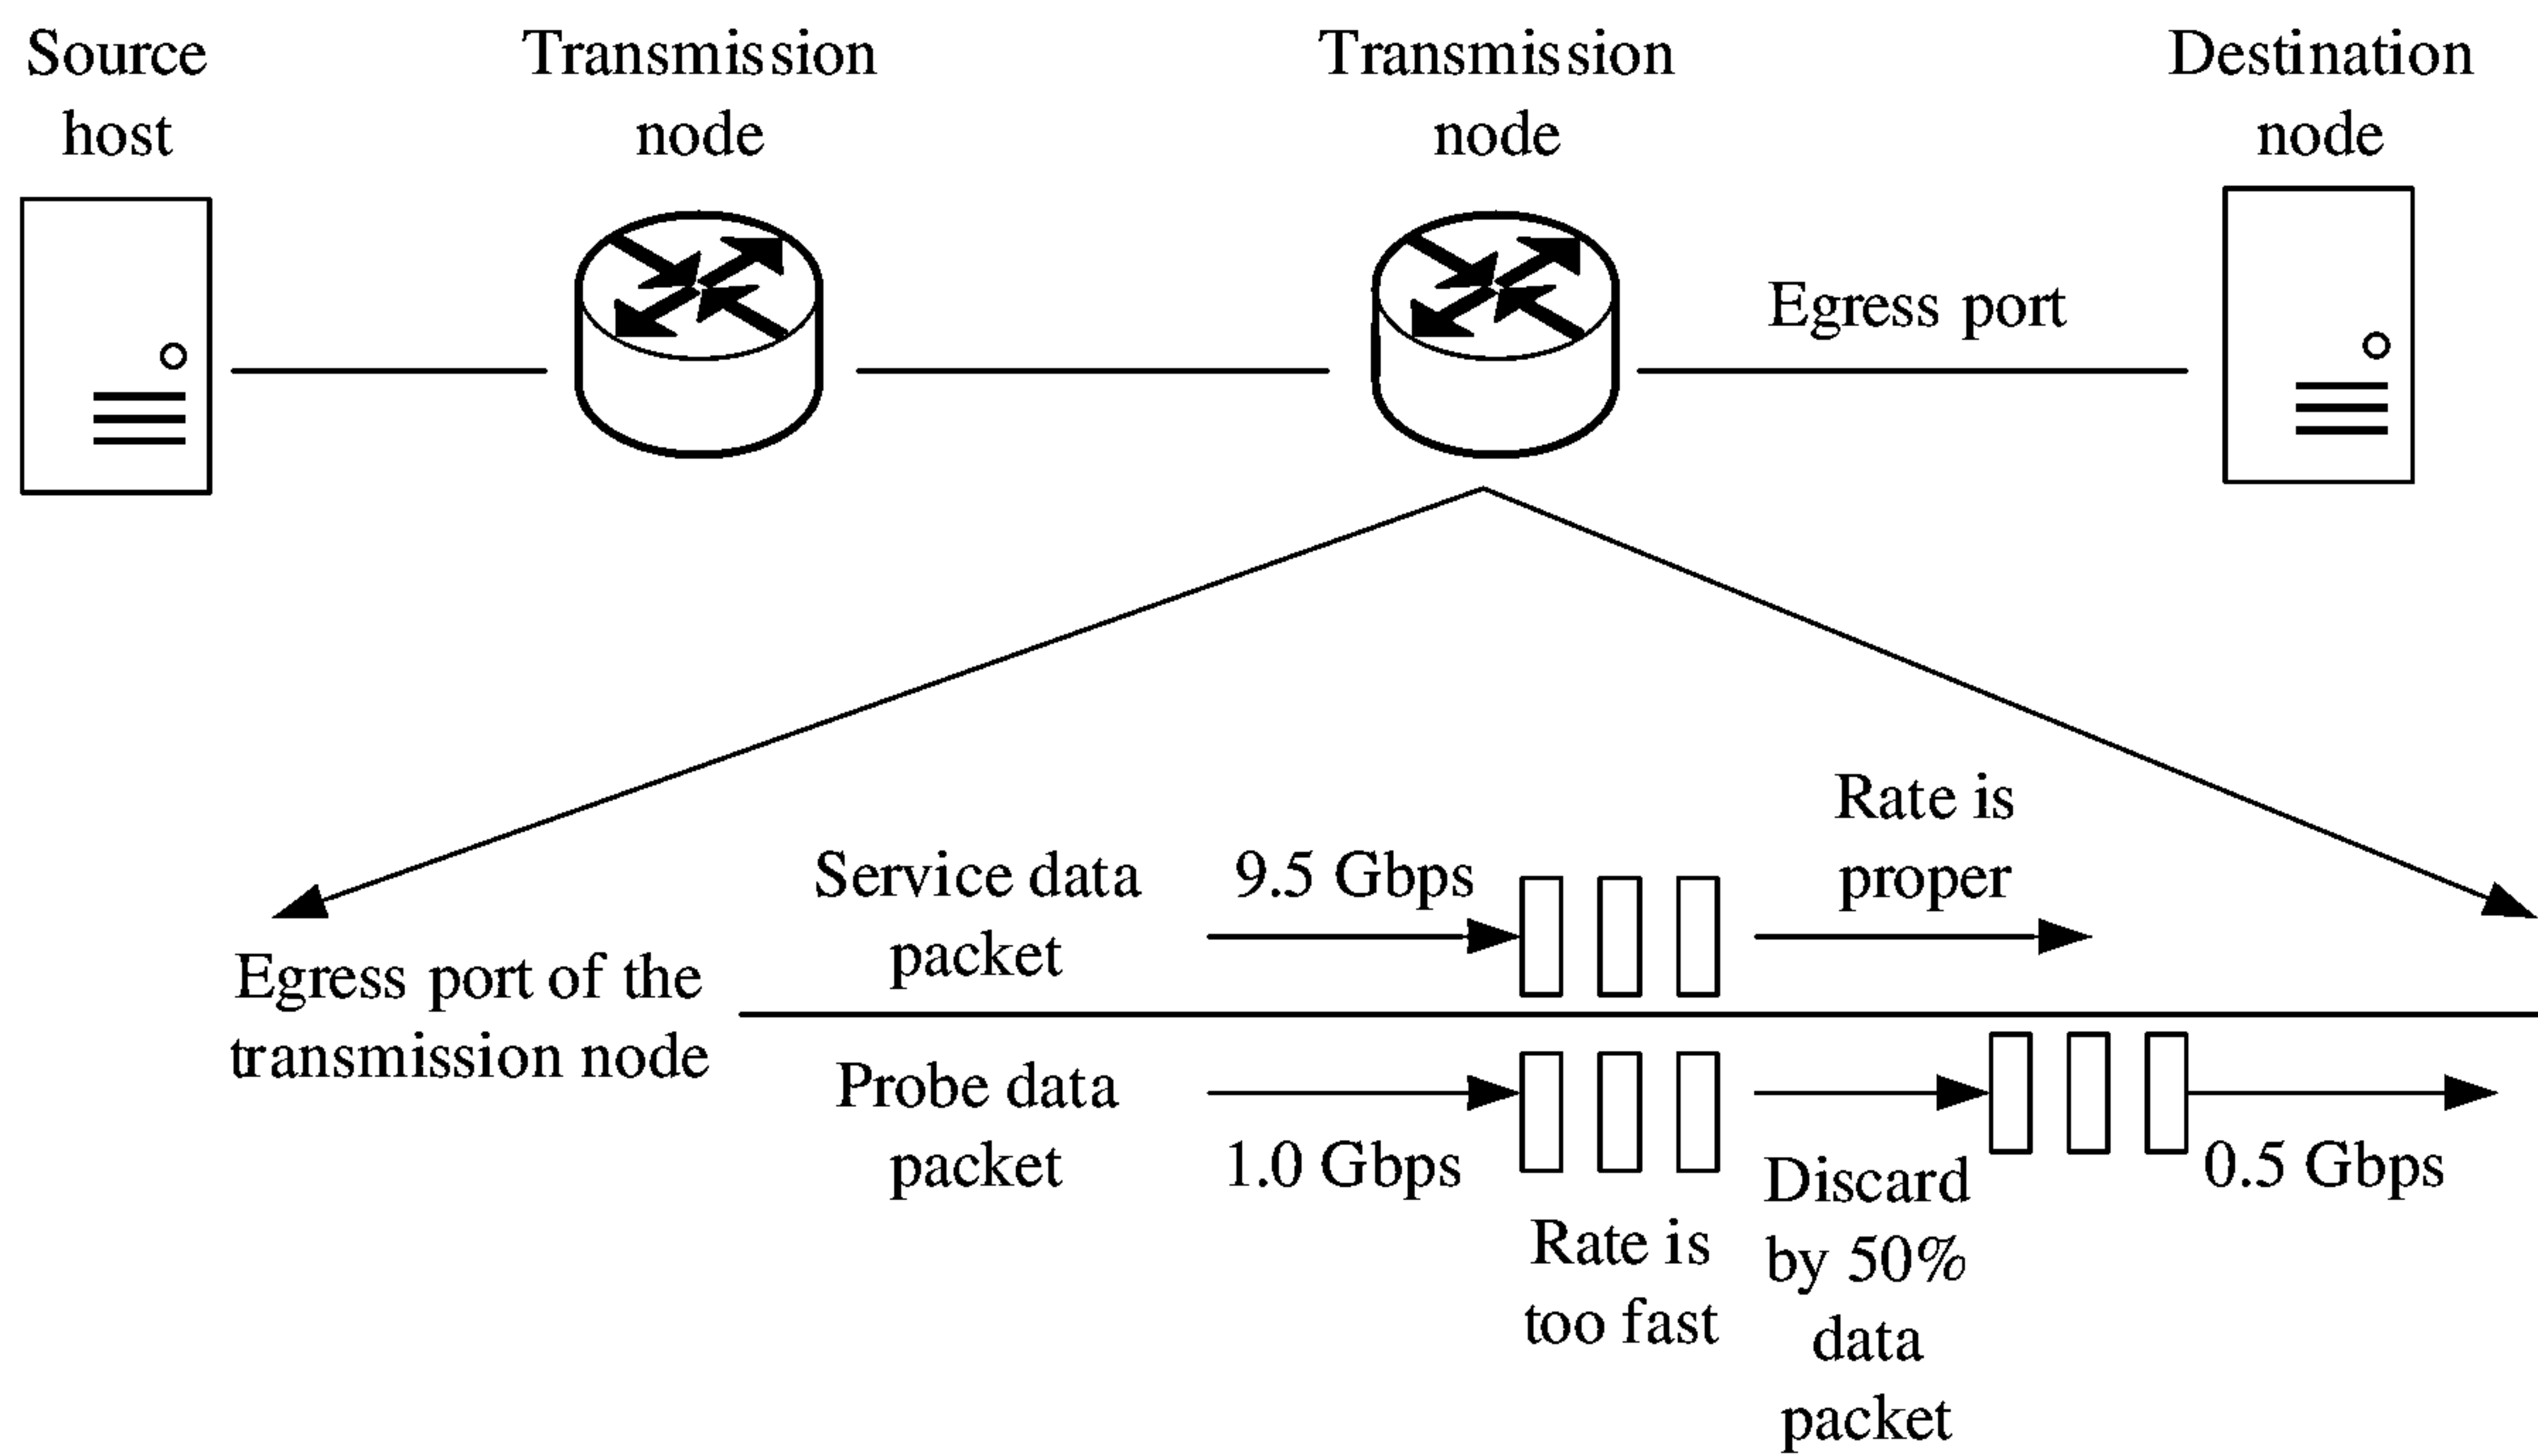 Source
host
Transmission
node
Transmission
node
Destination
node
Egress port
Rate is
proper
Service data
packet
9.5 Gbps
Egress port of the
transmission node
Probe data
packet
1.0 Gbps
Rate is
too fast
Discard
by 50%
data
packet
0.5 Gbps